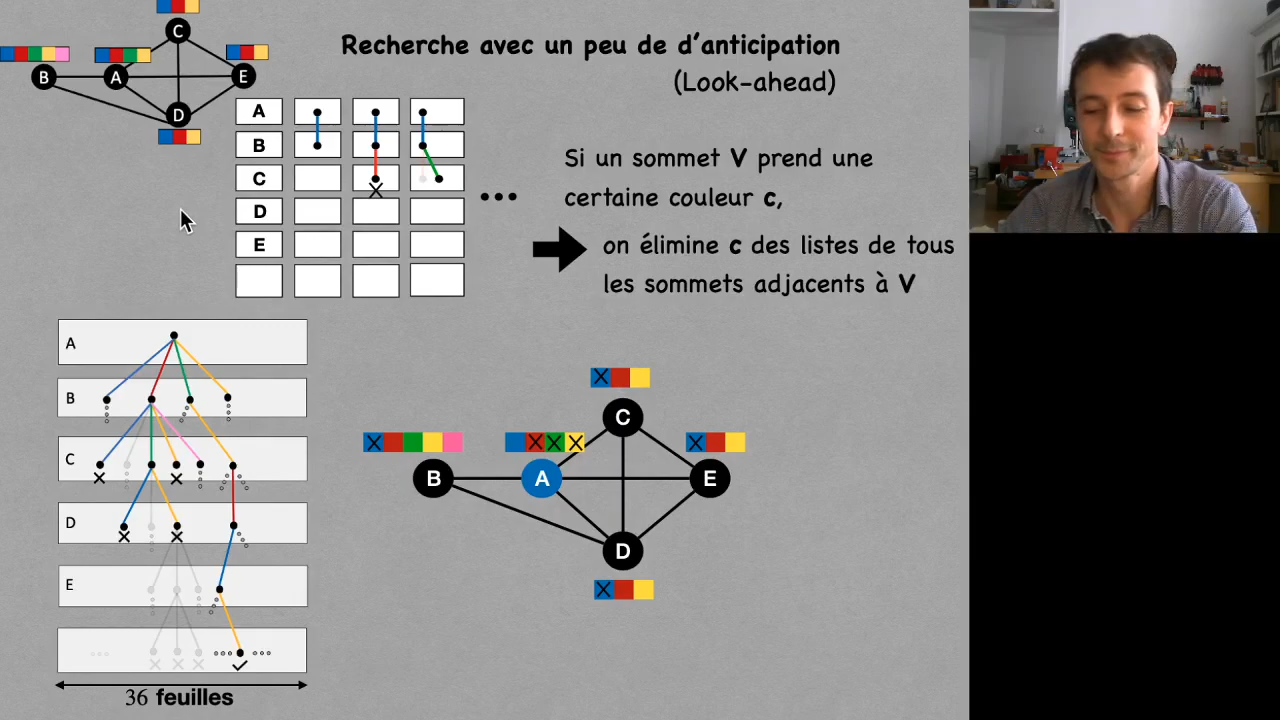 Recherche avec un peu de d'anticipation
(Look-ahead)
C
B
A
E
D
A
B
C
D
E
...
Si un sommet V prend une
certaine couleur c,
on élimine c des listes de tous
les sommets adjacents à V
A
B
C
D
E
36 feuilles
C
B
A
E
D